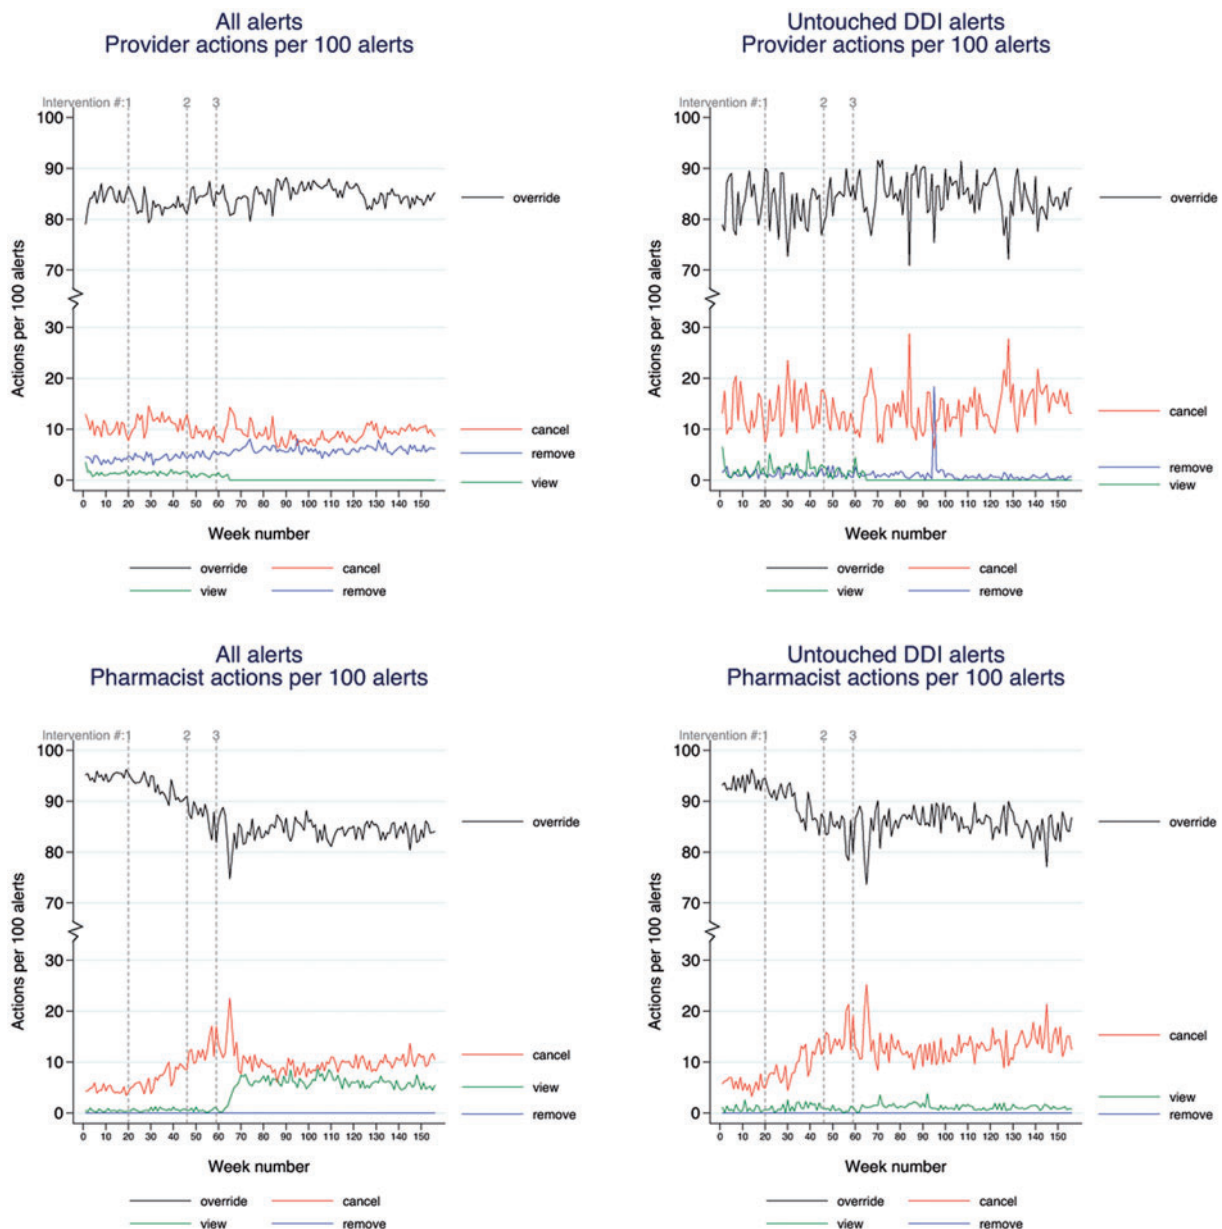 All alerts
Provider actions per 100 alerts
Intervention #:1 2 3
100
90
80
70
30
20
10
0
Actions per 100 alerts
override
cancel
remove
view
0 10 20 30 40 50 60 70 80 90 100 110 120 130 140 150
Week number
override cancel
view remove
Untouched DDI alerts
Provider actions per 100 alerts
Intervention #:1 2 3
100
90
80
70
30
20
10
0
Actions per 100 alerts
override
cancel
remove
view
0 10 20 30 40 50 60 70 80 90 100 110 120 130 140 150
Week number
override cancel
view remove
All alerts
Pharmacist actions per 100 alerts
Intervention #:1 2 3
100
90
80
70
30
20
10
0
Actions per 100 alerts
override
cancel
view
remove
0 10 20 30 40 50 60 70 80 90 100 110 120 130 140 150
Week number
override cancel
view remove
Untouched DDI alerts
Pharmacist actions per 100 alerts
Intervention #:1 2 3
100
90
80
70
30
20
10
0
Actions per 100 alerts
override
cancel
view
remove
0 10 20 30 40 50 60 70 80 90 100 110 120 130 140 150
Week number
override cancel
view remove